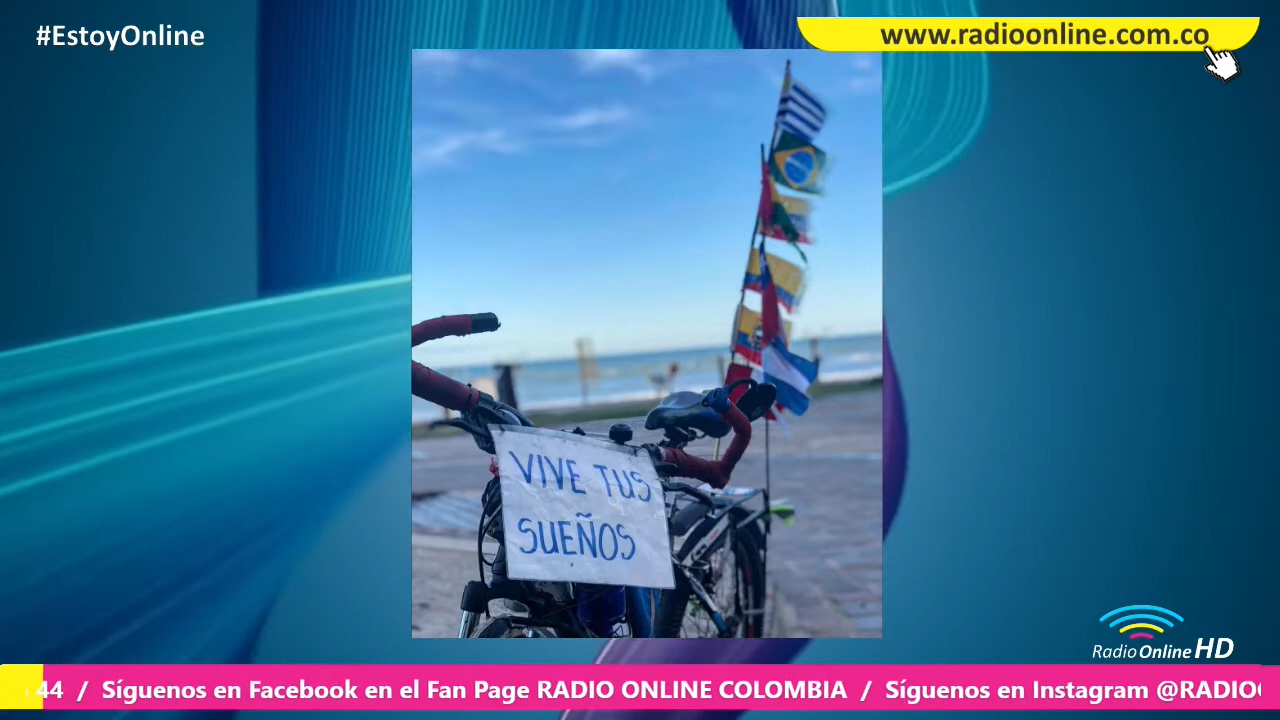 #EstoyOnline
www.radioonline.com.co
VIVE TUS
SUEÑOS
Radio Online HD
44 / Síguenos en Facebook en el Fan Page RADIO ONLINE COLOMBIA / Síguenos en Instagram @RADIO